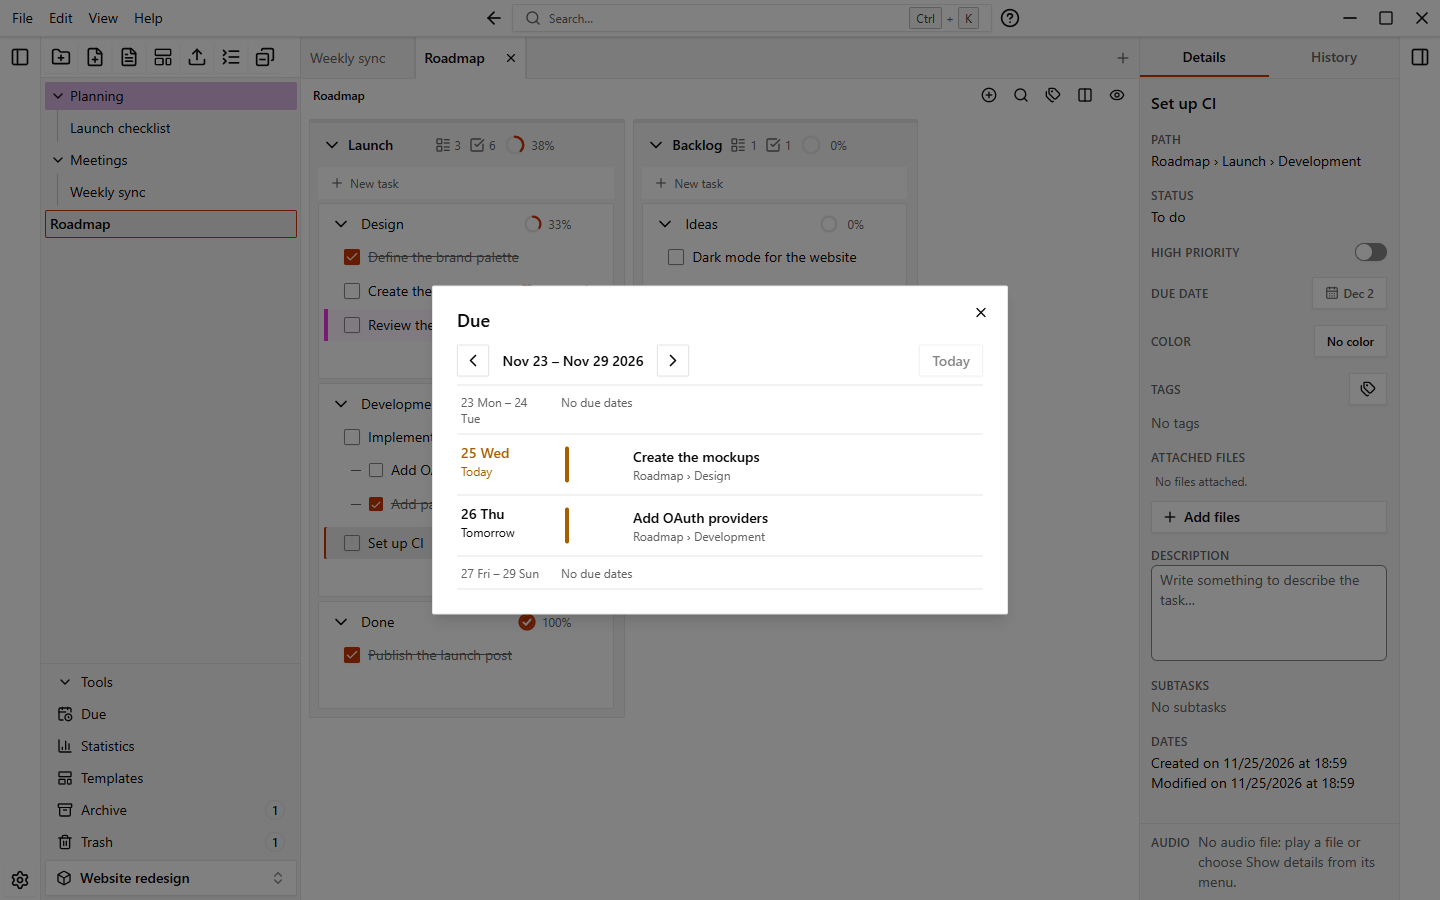 File Edit View Help
Search... Ctrl + K
Weekly sync
Roadmap
Details
History
Planning
Launch checklist
Meetings
Weekly sync
Roadmap
Tools
Due
Statistics
Templates
Archive 1
Trash 1
Website redesign
Roadmap
Launch 3 6 38%
New task
Design 33%
Define the brand palette
Create the
Review the
Developme
Implement
Add O
Add pa
Set up CI
Done 100%
Publish the launch post
Backlog 1 1 0%
New task
Ideas 0%
Dark mode for the website
Due
Nov 23 – Nov 29 2026
Today
23 Mon – 24
Tue
No due dates
25 Wed
Today
Create the mockups
Roadmap › Design
26 Thu
Tomorrow
Add OAuth providers
Roadmap › Development
27 Fri – 29 Sun
No due dates
Set up CI
PATH
Roadmap › Launch › Development
STATUS
To do
HIGH PRIORITY
DUE DATE Dec 2
COLOR No color
TAGS
No tags
ATTACHED FILES
No files attached.
Add files
DESCRIPTION
Write something to describe the
task...
SUBTASKS
No subtasks
DATES
Created on 11/25/2026 at 18:59
Modified on 11/25/2026 at 18:59
AUDIO No audio file: play a file or
choose Show details from its
menu.